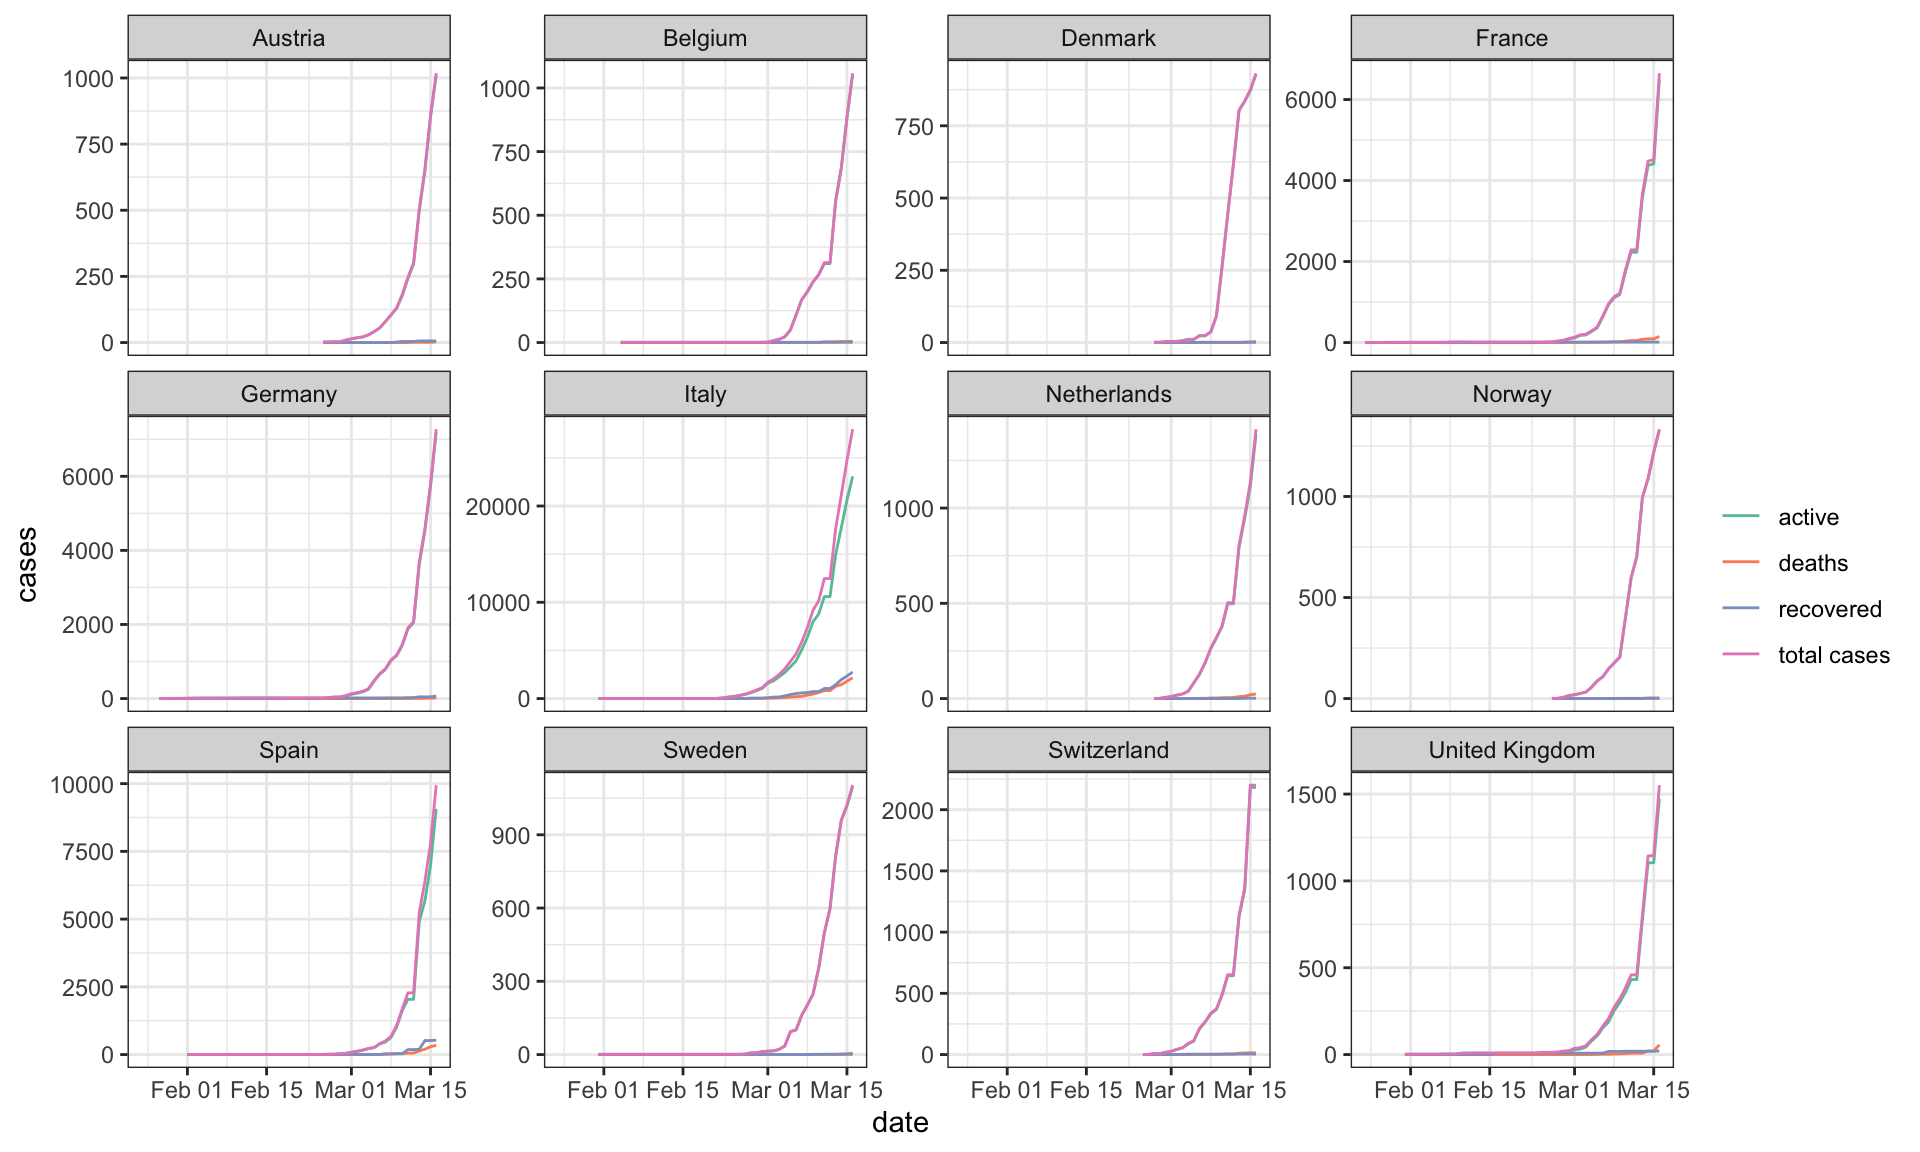 Austria
Belgium
Denmark
France
1000
750
500
250
0
1000
750
500
250
0
750
500
250
0
6000
4000
2000
0
Germany
Italy
Netherlands
Norway
6000
4000
2000
0
20000
10000
0
1000
500
0
1000
500
0
Spain
Sweden
Switzerland
United Kingdom
10000
7500
5000
2500
0
900
600
300
0
2000
1500
1000
500
0
1500
1000
500
0
Feb 01 Feb 15 Mar 01 Mar 15
Feb 01 Feb 15 Mar 01 Mar 15
Feb 01 Feb 15 Mar 01 Mar 15
Feb 01 Feb 15 Mar 01 Mar 15
date
cases
active
deaths
recovered
total cases